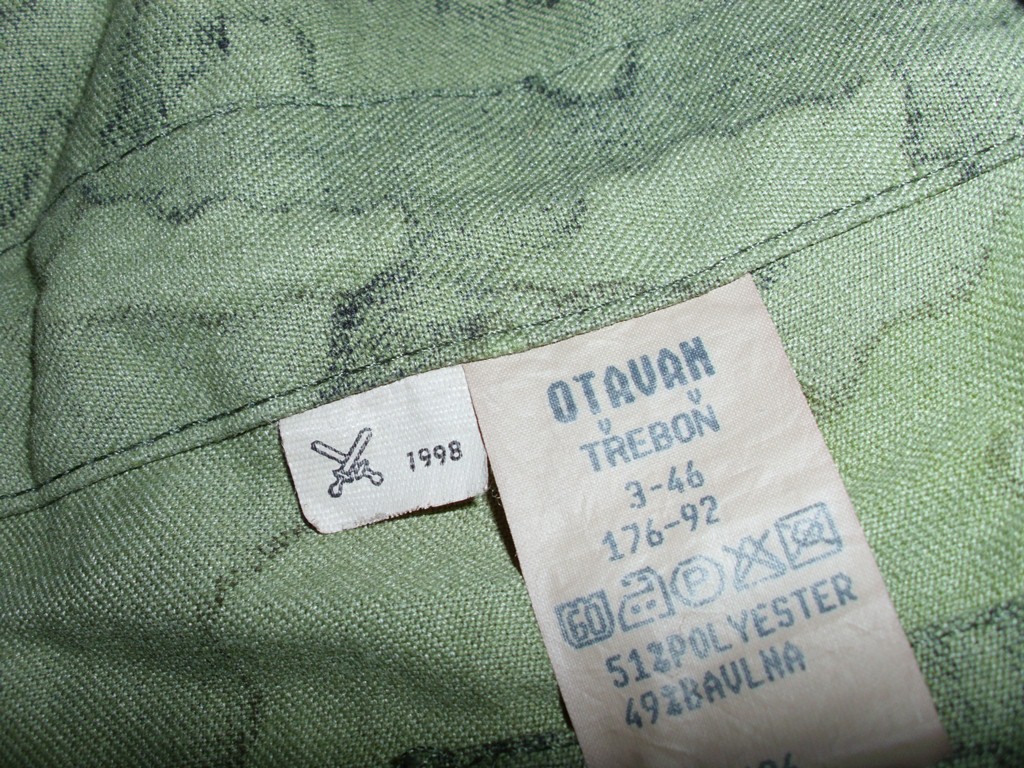 1998
OTAVAN
TŘEBOŇ
3-46
176-92
60 P
51%POLYESTER
49%BAVLNA